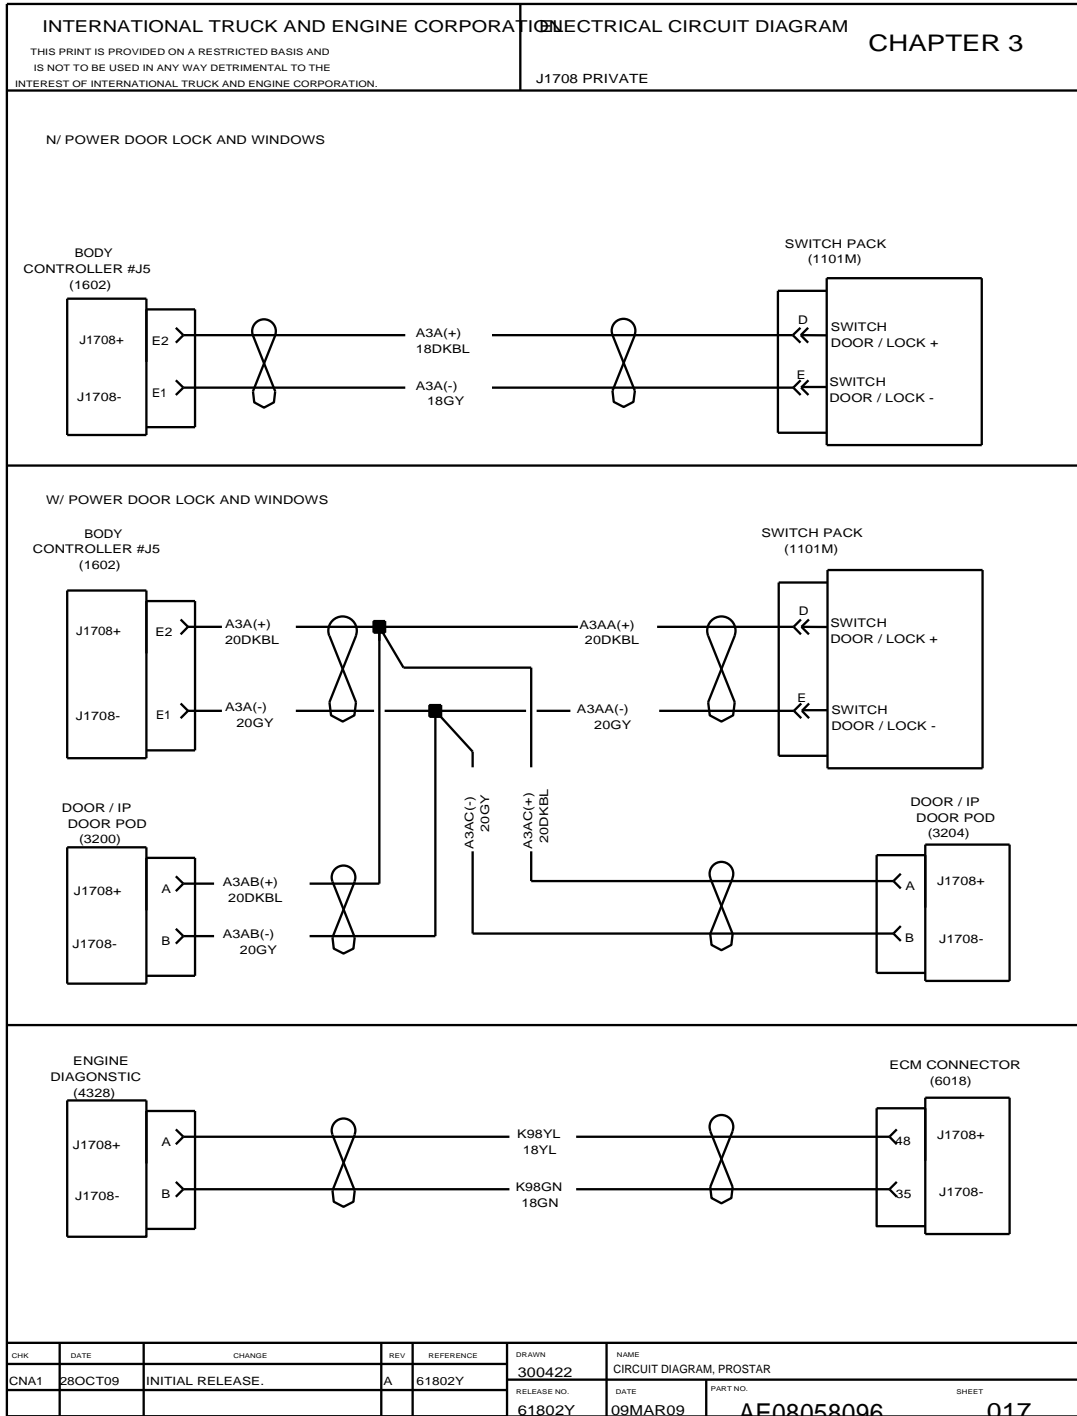 INTERNATIONAL TRUCK AND ENGINE CORPORATION
THIS PRINT IS PROVIDED ON A RESTRICTED BASIS AND
IS NOT TO BE USED IN ANY WAY DETRIMENTAL TO THE
INTEREST OF INTERNATIONAL TRUCK AND ENGINE CORPORATION.
ELECTRICAL CIRCUIT DIAGRAM
J1708 PRIVATE
CHAPTER 3
N/ POWER DOOR LOCK AND WINDOWS
BODY
CONTROLLER #J5
(1602)
J1708+
E2
J1708-
E1
A3A(+)
18DKBL
A3A(-)
18GY
SWITCH PACK
(1101M)
D
SWITCH
DOOR / LOCK +
E
SWITCH
DOOR / LOCK -
W/ POWER DOOR LOCK AND WINDOWS
BODY
CONTROLLER #J5
(1602)
J1708+
E2
J1708-
E1
A3A(+)
20DKBL
A3A(-)
20GY
A3AA(+)
20DKBL
A3AA(-)
20GY
SWITCH PACK
(1101M)
D
SWITCH
DOOR / LOCK +
E
SWITCH
DOOR / LOCK -
A3AC(-)
20GY
A3AC(+)
20DKBL
DOOR / IP
DOOR POD
(3200)
J1708+
A
J1708-
B
A3AB(+)
20DKBL
A3AB(-)
20GY
DOOR / IP
DOOR POD
(3204)
A
J1708+
B
J1708-
ENGINE
DIAGONSTIC
(4328)
J1708+
A
J1708-
B
K98YL
18YL
K98GN
18GN
ECM CONNECTOR
(6018)
48
J1708+
35
J1708-
CHK DATE CHANGE REV REFERENCE
CNA1 28OCT09 INITIAL RELEASE. A 61802Y
DRAWN
300422
NAME
CIRCUIT DIAGRAM, PROSTAR
RELEASE NO.
61802Y
DATE
09MAR09
PART NO.
AE08058096
SHEET
017